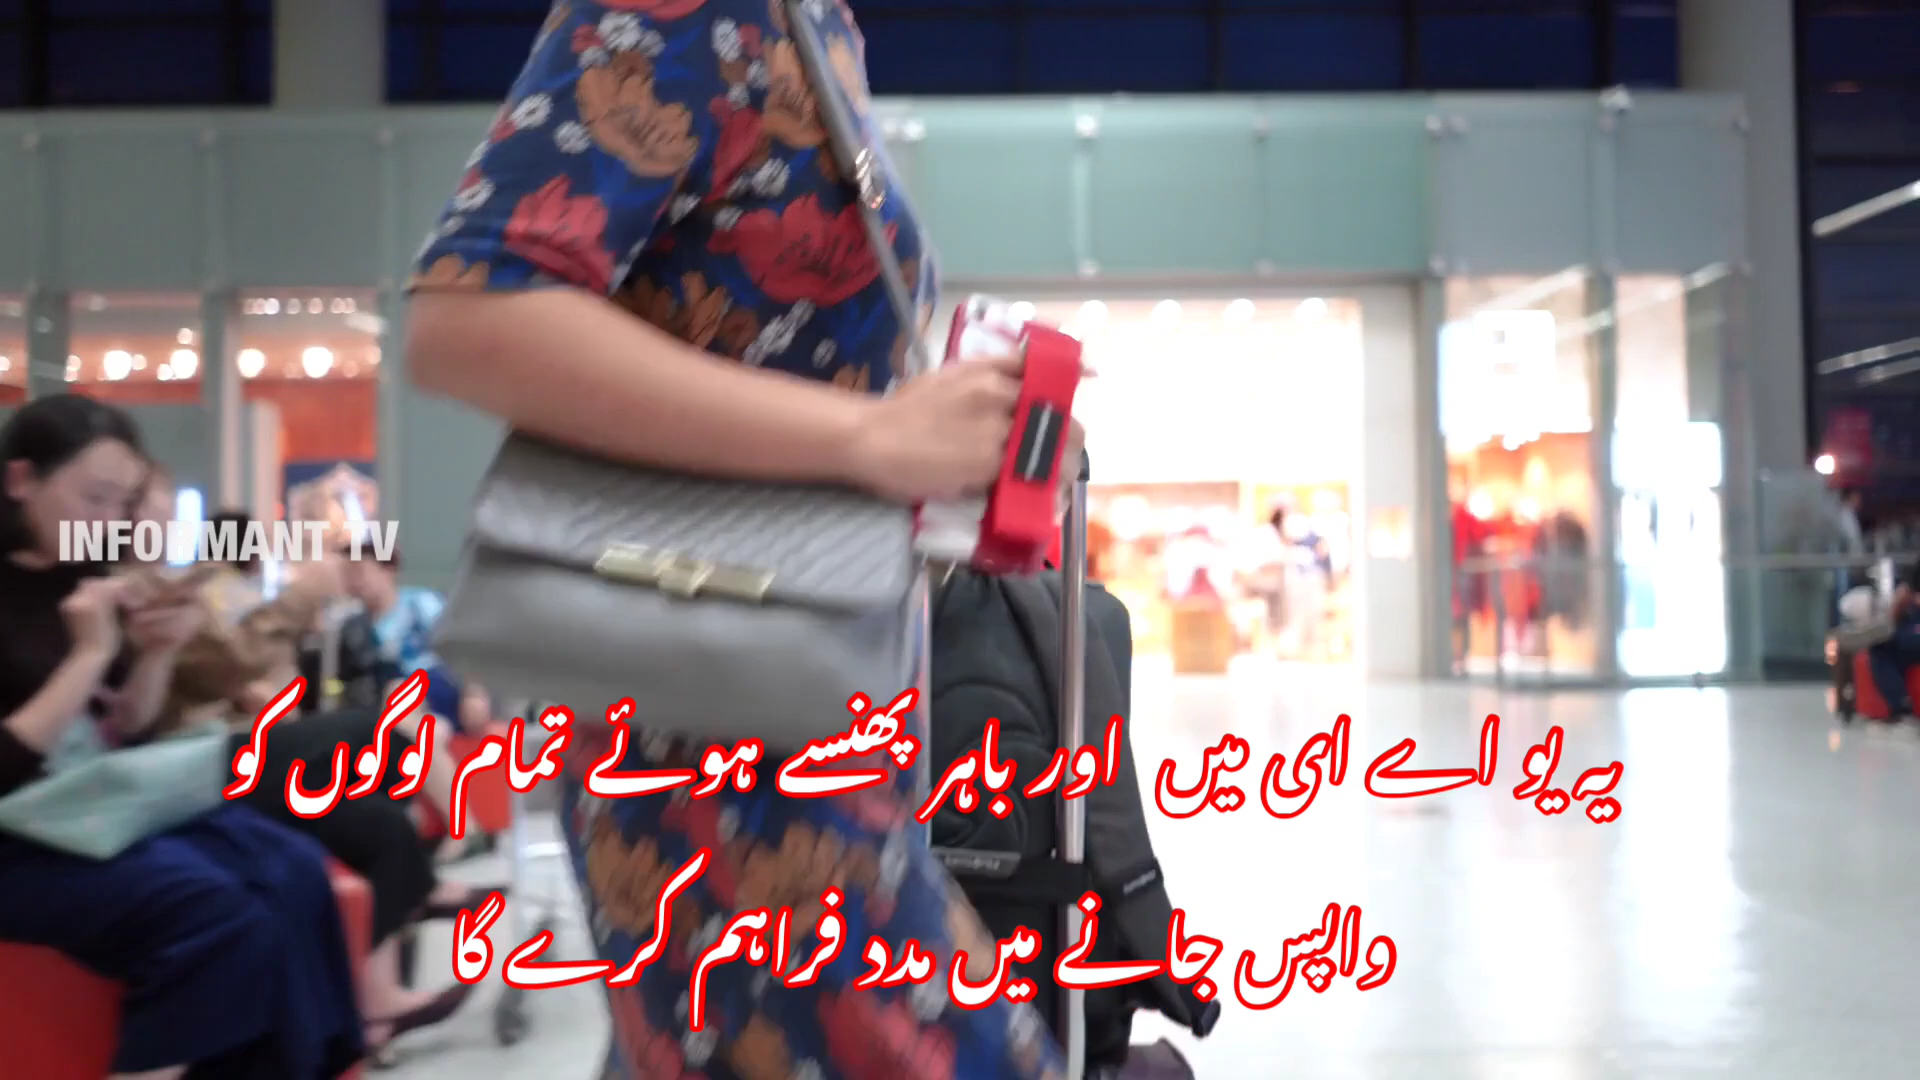 INFORMANT TV
یہ یو اے ای میں اور باہر پھنسے ہوئے تمام لوگوں کو
واپس جانے میں مدد فراہم کرے گا